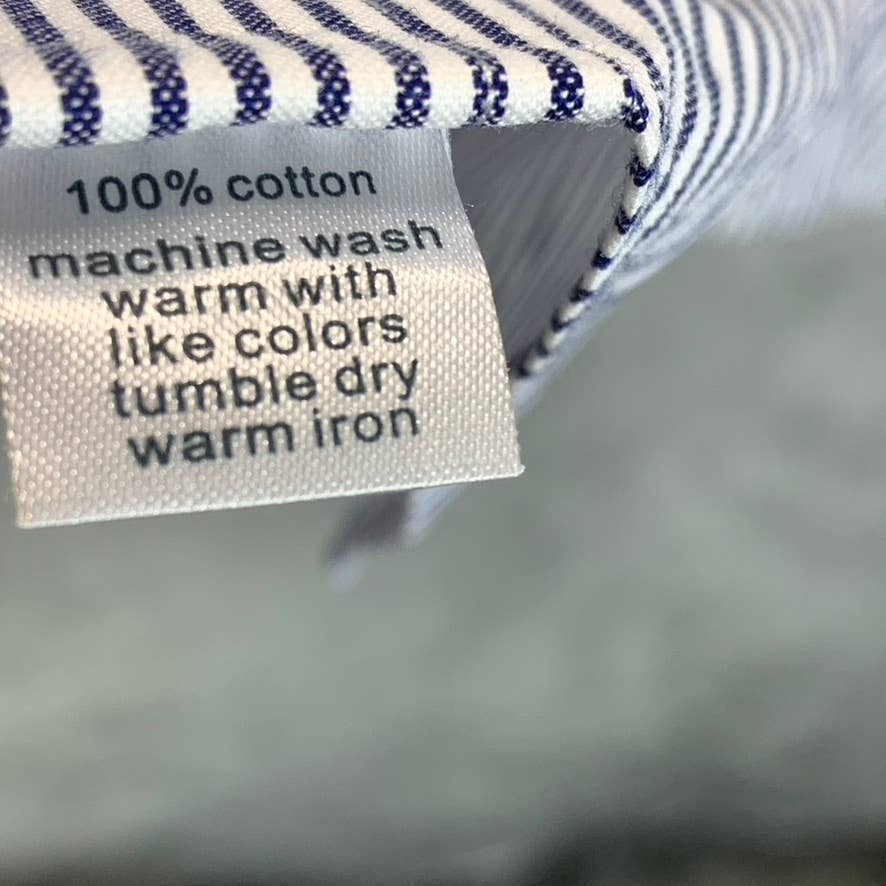 100% cotton
machine wash
warm with
like colors
tumble dry
warm iron